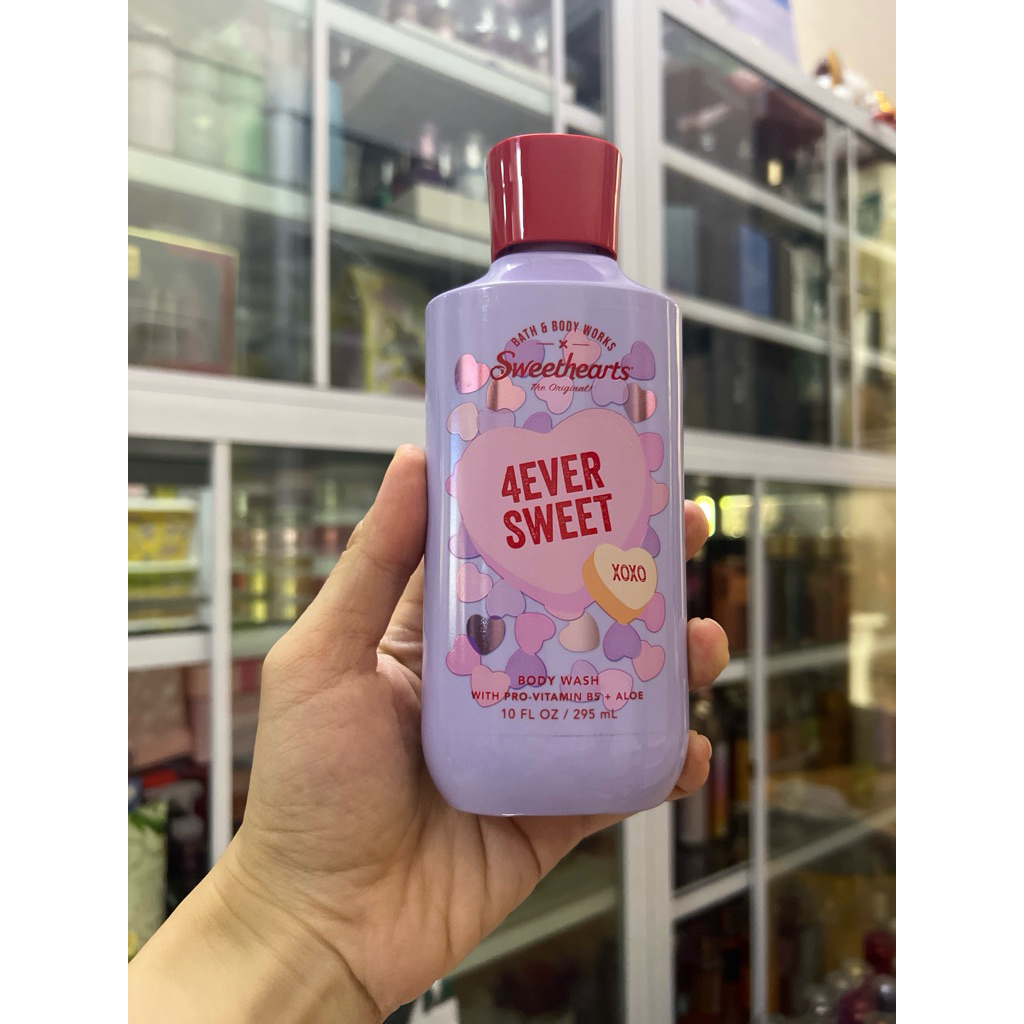 BATH & BODY WORKS
x
Sweethearts
The Original!
4EVER
SWEET
XOXO
BODY WASH
WITH PRO-VITAMIN B5 + ALOE
10 FL OZ / 295 mL